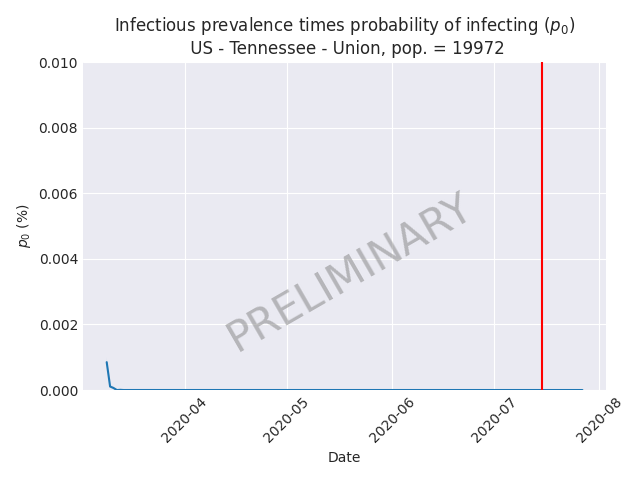 Infectious prevalence times probability of infecting (p₀)
US - Tennessee - Union, pop. = 19972
0.010
0.008
0.006
0.004
0.002
0.000
p₀ (%)
PRELIMINARY
2020-04
2020-05
2020-06
2020-07
2020-08
Date